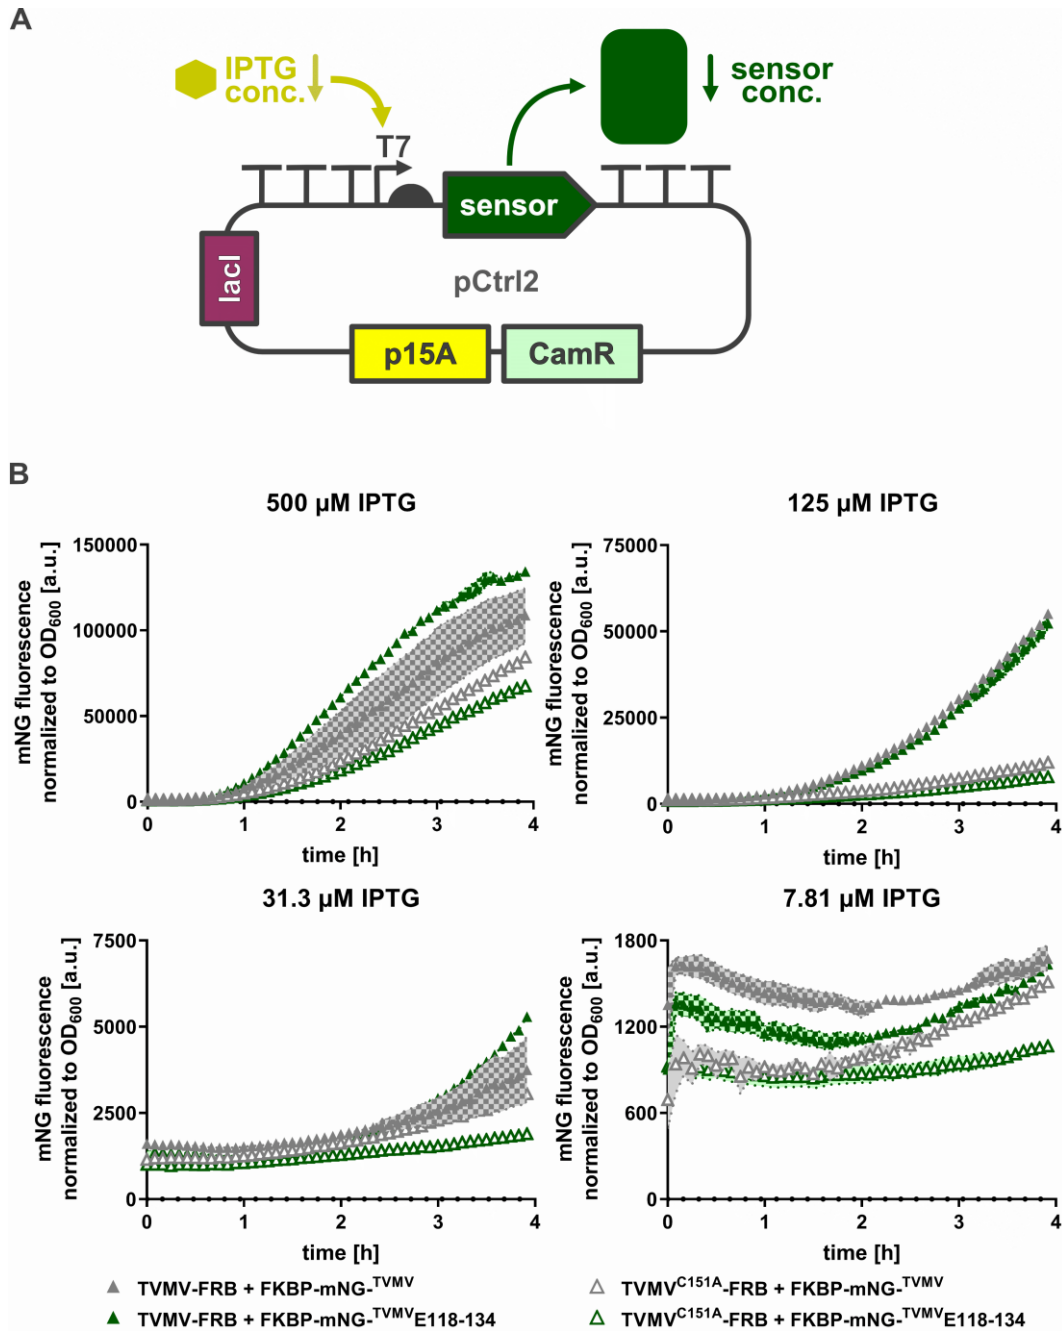 A
IPTG
conc.
sensor
conc.
T7
sensor
lacI
pCtrl2
p15A
CamR
B
500 µM IPTG
mNG fluorescence
normalized to OD600 [a.u.]
150000
100000
50000
0
0 1 2 3 4
time [h]
125 µM IPTG
mNG fluorescence
normalized to OD600 [a.u.]
75000
50000
25000
0
0 1 2 3 4
time [h]
31.3 µM IPTG
mNG fluorescence
normalized to OD600 [a.u.]
7500
5000
2500
0
0 1 2 3 4
time [h]
7.81 µM IPTG
mNG fluorescence
normalized to OD600 [a.u.]
1800
1200
600
0
0 1 2 3 4
time [h]
TVMV-FRB + FKBP-mNG-TVMV
TVMV-FRB + FKBP-mNG-TVMVE118-134
TVMVC151A-FRB + FKBP-mNG-TVMV
TVMVC151A-FRB + FKBP-mNG-TVMVE118-134